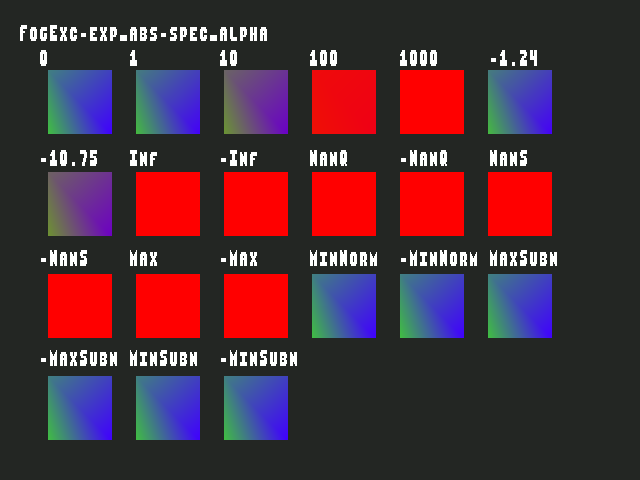 FogExc-exp_abs-spec_alpha
0 1 10 100 1000 -1.24
-10.75 Inf -Inf NanQ -NanQ NanS
-NanS Max -Max MinNorm -MinNorm MaxSubN
-MaxSubN MinSubN -MinSubN